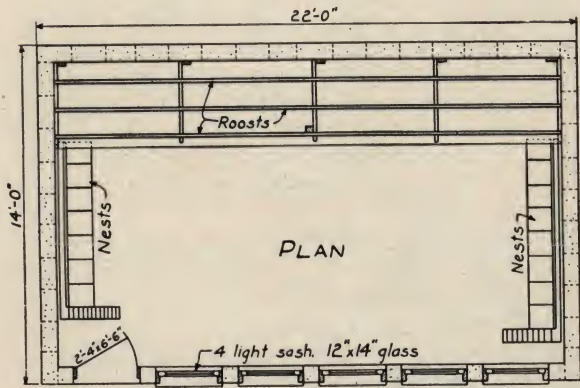 22'-0"
14'-0"
Roosts
Nests
Nests
PLAN
2'-4"x6'-6"
4 light sash. 12"x14" glass